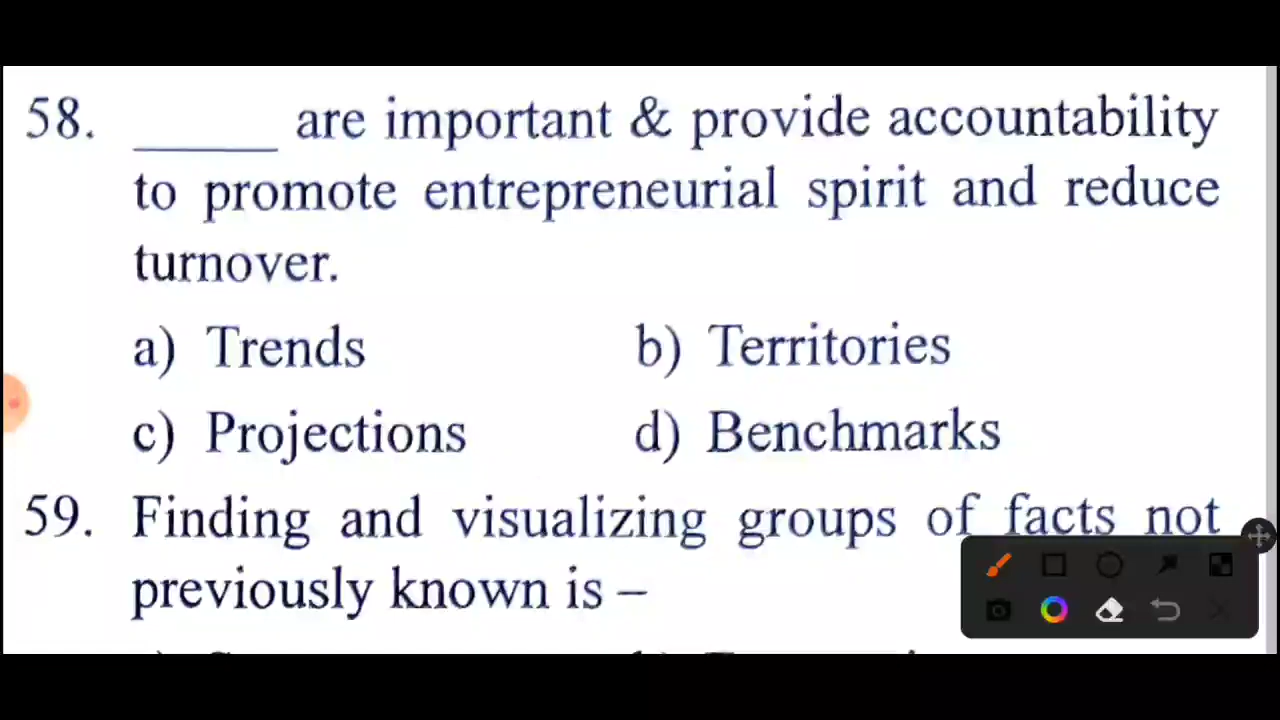 58. ______ are important & provide accountability
to promote entrepreneurial spirit and reduce
turnover.
a) Trends b) Territories
c) Projections d) Benchmarks
59. Finding and visualizing groups of facts not
previously known is –